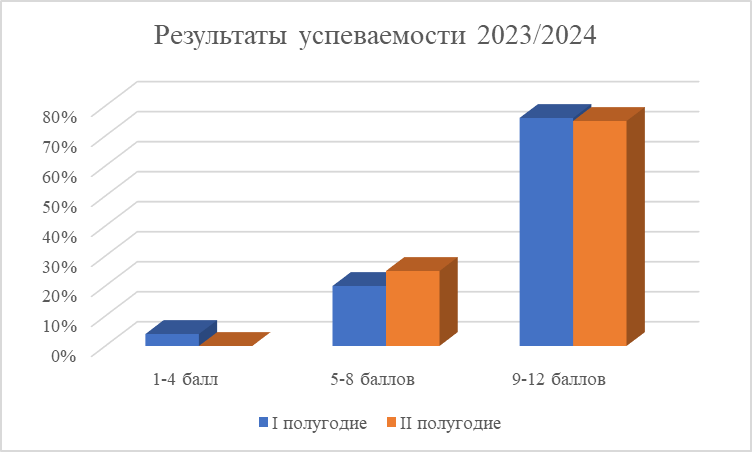 Результаты успеваемости 2023/2024
80%
70%
60%
50%
40%
30%
20%
10%
0%
1-4 балл
5-8 баллов
9-12 баллов
I полугодие
II полугодие